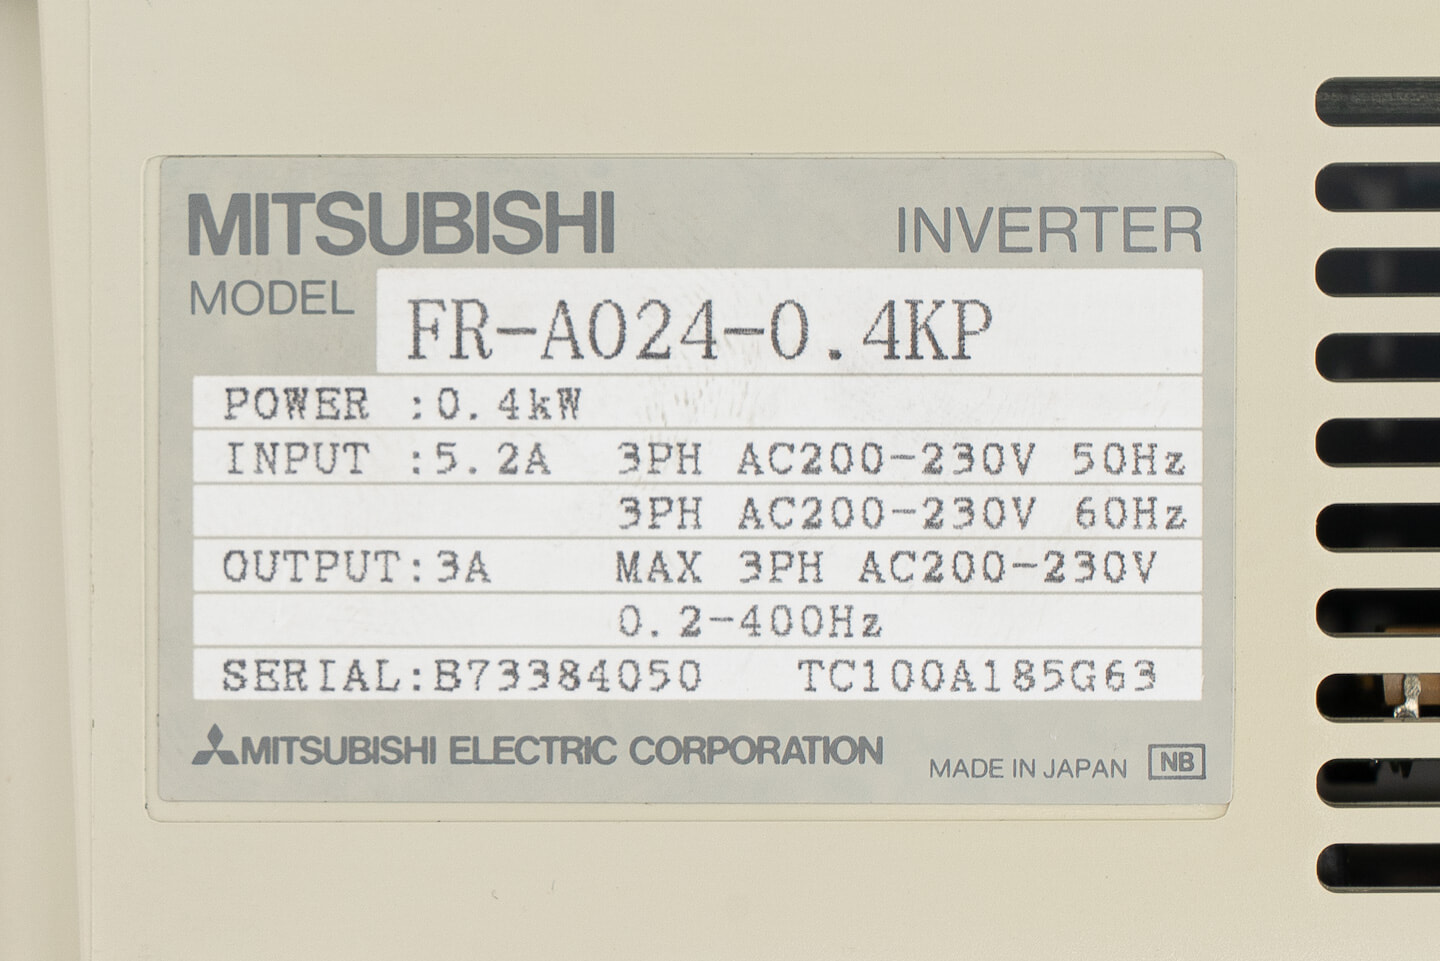 MITSUBISHI INVERTER
MODEL FR-A024-0.4KP
POWER :0.4kW
INPUT :5.2A 3PH AC200-230V 50Hz
3PH AC200-230V 60Hz
OUTPUT:3A MAX 3PH AC200-230V
0.2-400Hz
SERIAL:B73384050 TC100A185G63
MITSUBISHI ELECTRIC CORPORATION MADE IN JAPAN NB